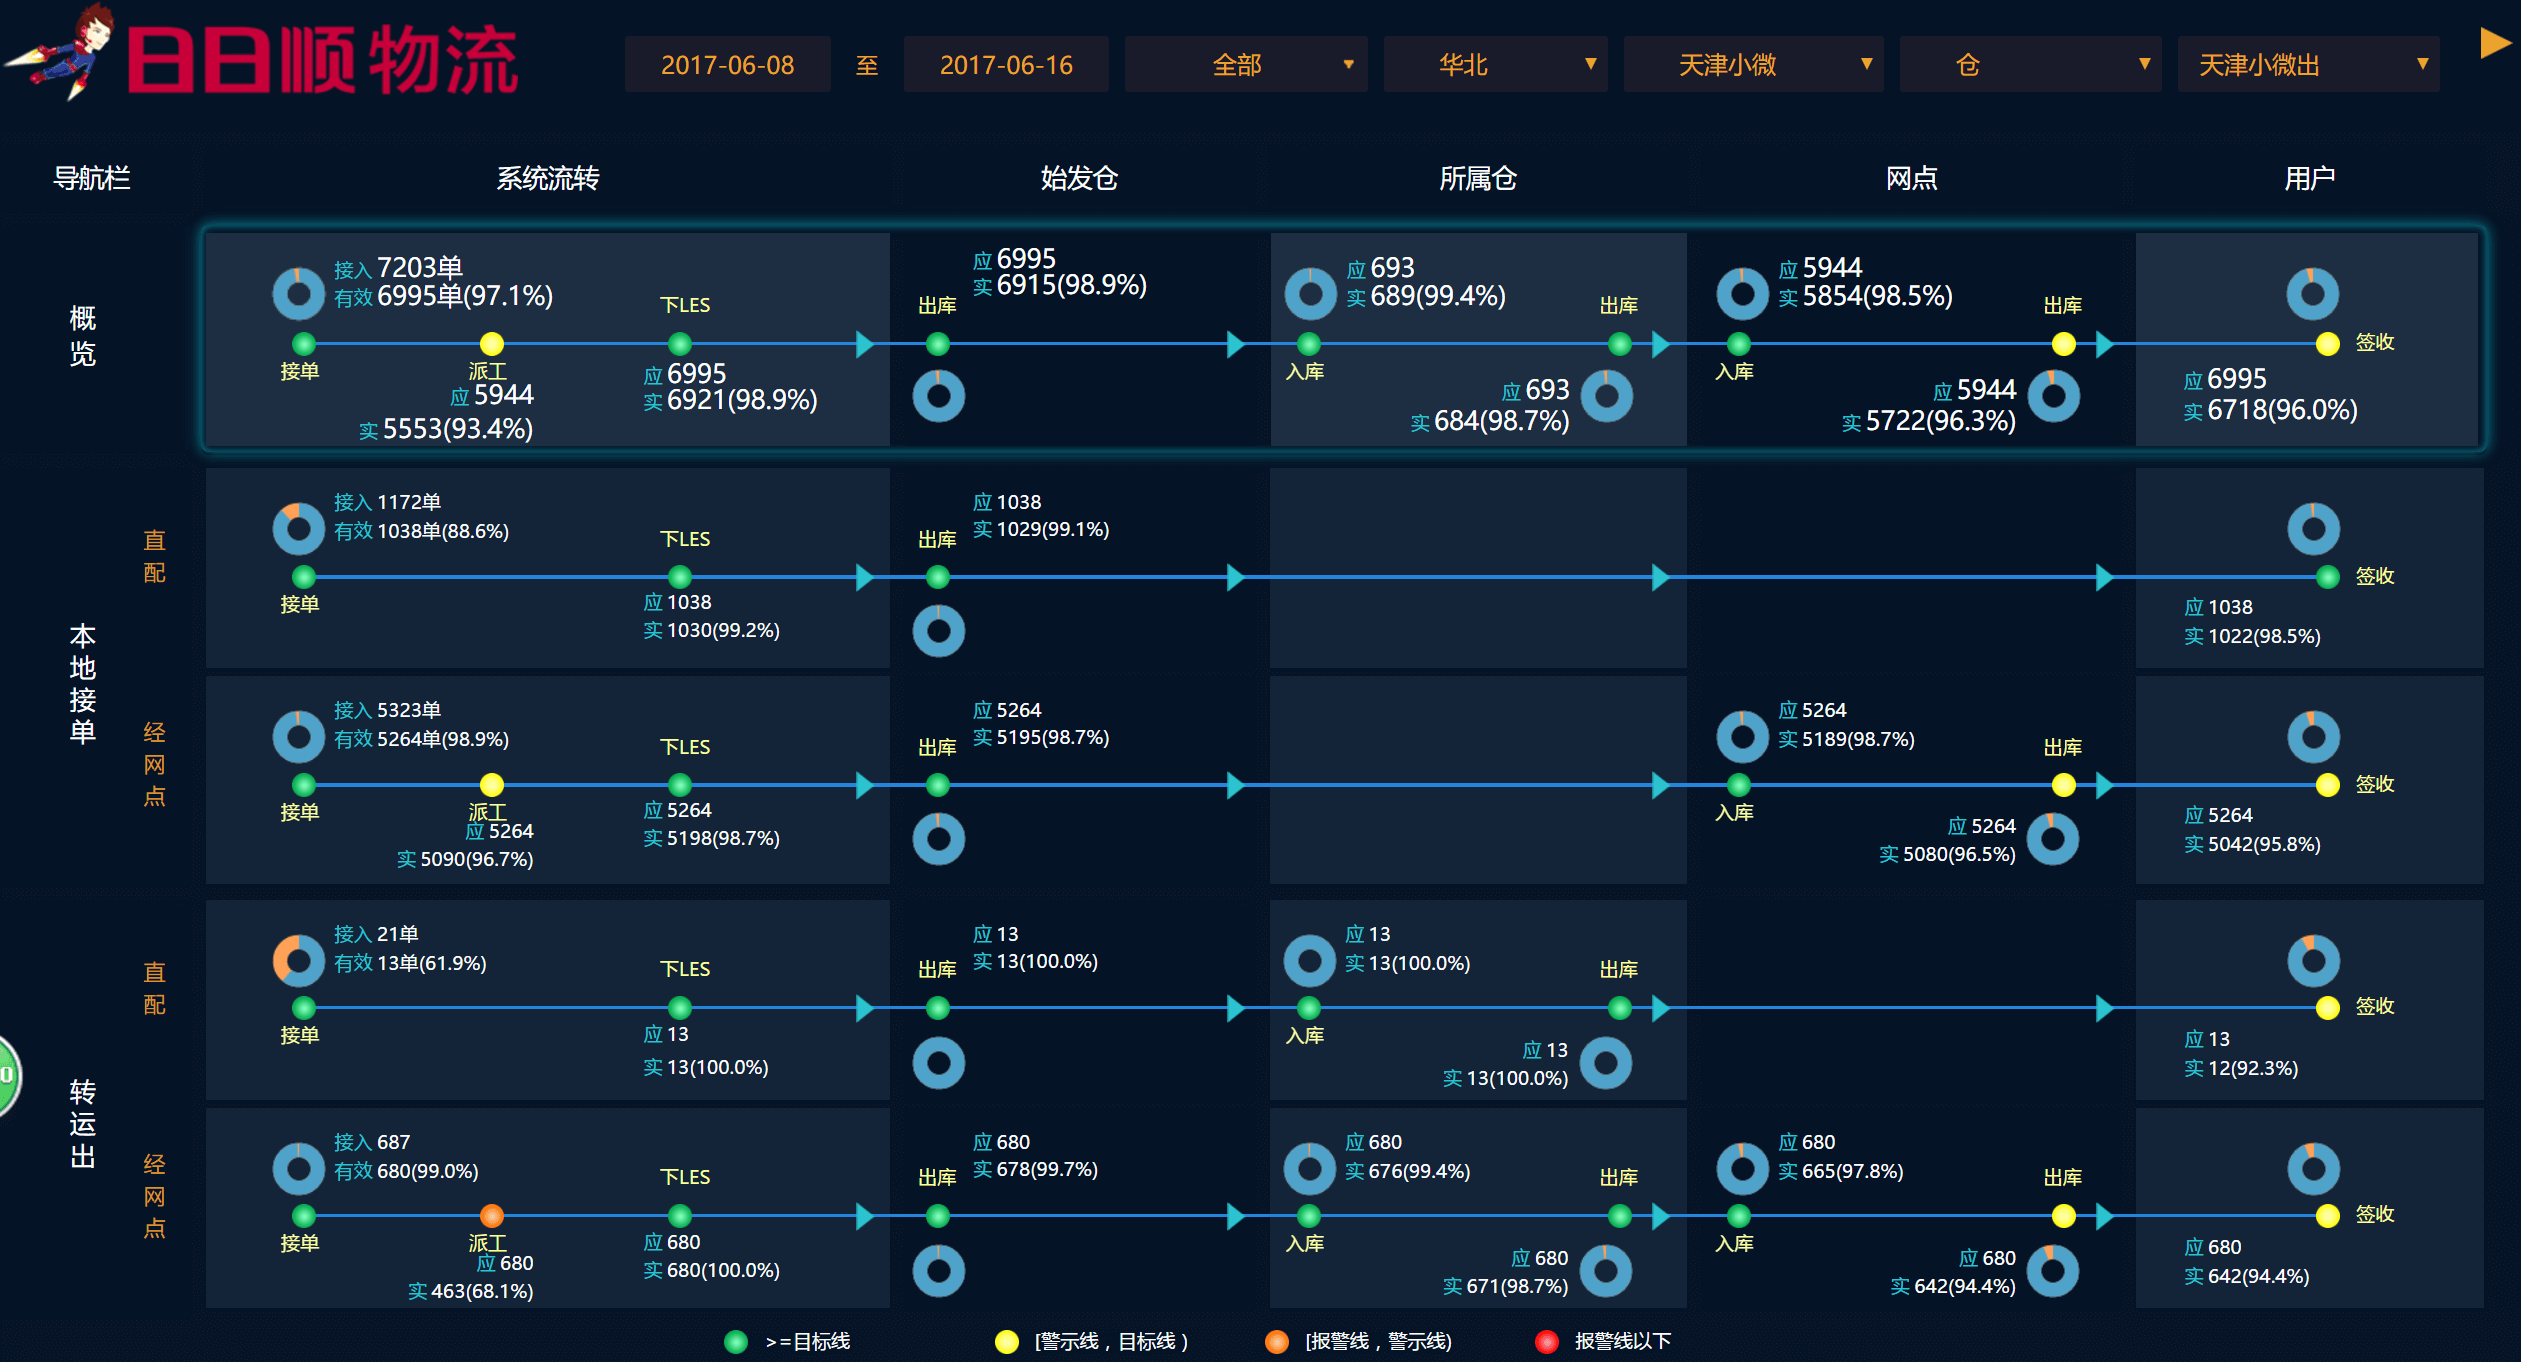 日日顺物流
2017-06-08 至 2017-06-16 全部 华北 天津小微 仓 天津小微出
导航栏 系统流转 始发仓 所属仓 网点 用户
概览
接入 7203单
有效 6995单(97.1%)
接单
派工
应 5944
实 5553(93.4%)
下LES
应 6995
实 6921(98.9%)
出库
应 6995
实 6915(98.9%)
应 693
实 689(99.4%)
入库
出库
应 693
实 684(98.7%)
应 5944
实 5854(98.5%)
入库
出库
应 5944
实 5722(96.3%)
签收
应 6995
实 6718(96.0%)
本地接单
直配
接入 1172单
有效 1038单(88.6%)
接单
下LES
应 1038
实 1030(99.2%)
出库
应 1038
实 1029(99.1%)
签收
应 1038
实 1022(98.5%)
经网点
接入 5323单
有效 5264单(98.9%)
接单
派工
应 5264
实 5090(96.7%)
下LES
应 5264
实 5198(98.7%)
出库
应 5264
实 5195(98.7%)
应 5264
实 5189(98.7%)
入库
出库
应 5264
实 5080(96.5%)
签收
应 5264
实 5042(95.8%)
转运出
直配
接入 21单
有效 13单(61.9%)
接单
下LES
应 13
实 13(100.0%)
出库
应 13
实 13(100.0%)
应 13
实 13(100.0%)
入库
出库
应 13
实 13(100.0%)
签收
应 13
实 12(92.3%)
经网点
接入 687
有效 680(99.0%)
接单
派工
应 680
实 463(68.1%)
下LES
应 680
实 680(100.0%)
出库
应 680
实 678(99.7%)
应 680
实 676(99.4%)
入库
出库
应 680
实 671(98.7%)
应 680
实 665(97.8%)
入库
出库
应 680
实 642(94.4%)
签收
应 680
实 642(94.4%)
>=目标线 [警示线，目标线） [报警线，警示线) 报警线以下